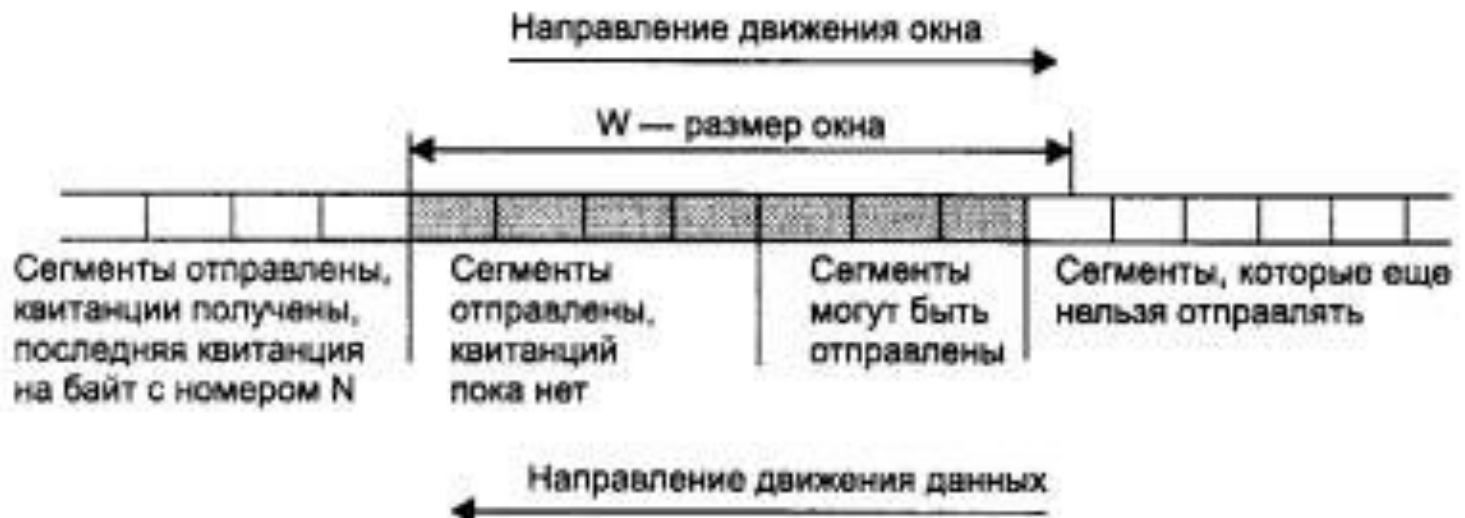 Направление движения окна
W — размер окна
Сегменты отправлены,
квитанции получены,
последняя квитанция
на байт с номером N
Сегменты
отправлены,
квитанций
пока нет
Сегменты
могут быть
отправлены
Сегменты, которые еще
нельзя отправлять
Направление движения данных